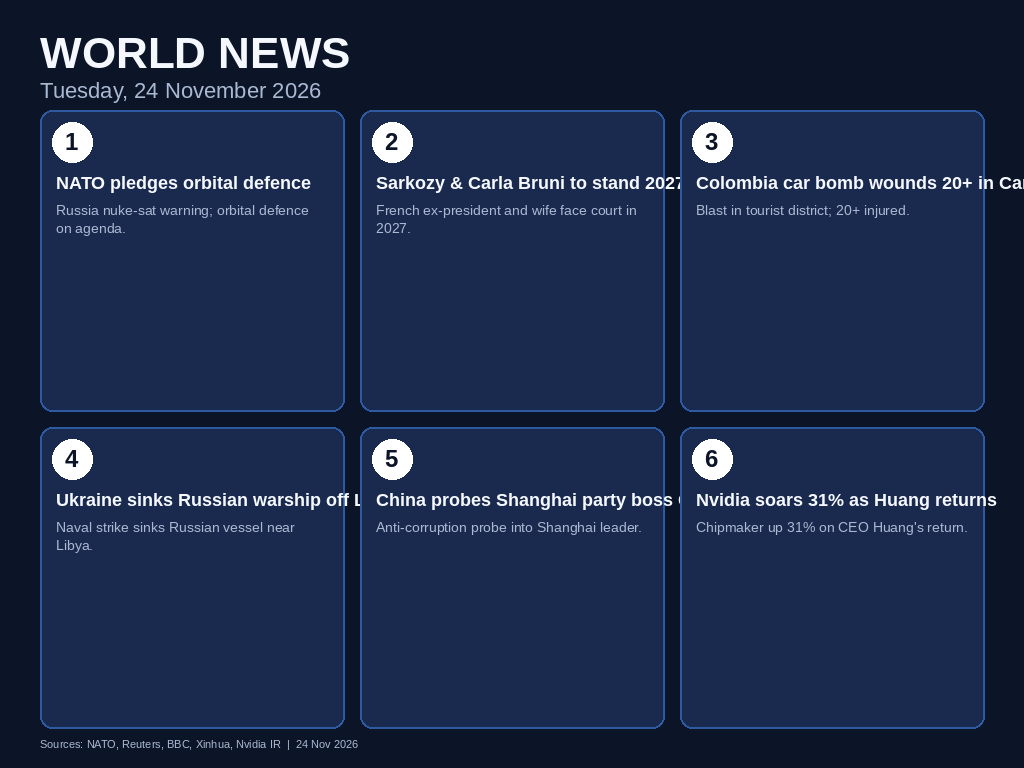 WORLD NEWS
Tuesday, 24 November 2026
1
NATO pledges orbital defence
Russia nuke-sat warning; orbital defence
on agenda.
2
Sarkozy & Carla Bruni to stand 2027
French ex-president and wife face court in
2027.
3
Colombia car bomb wounds 20+ in
Blast in tourist district; 20+ injured.
4
Ukraine sinks Russian warship off
Naval strike sinks Russian vessel near
Libya.
5
China probes Shanghai party boss
Anti-corruption probe into Shanghai leader.
6
Nvidia soars 31% as Huang returns
Chipmaker up 31% on CEO Huang's return.
Sources: NATO, Reuters, BBC, Xinhua, Nvidia IR | 24 Nov 2026